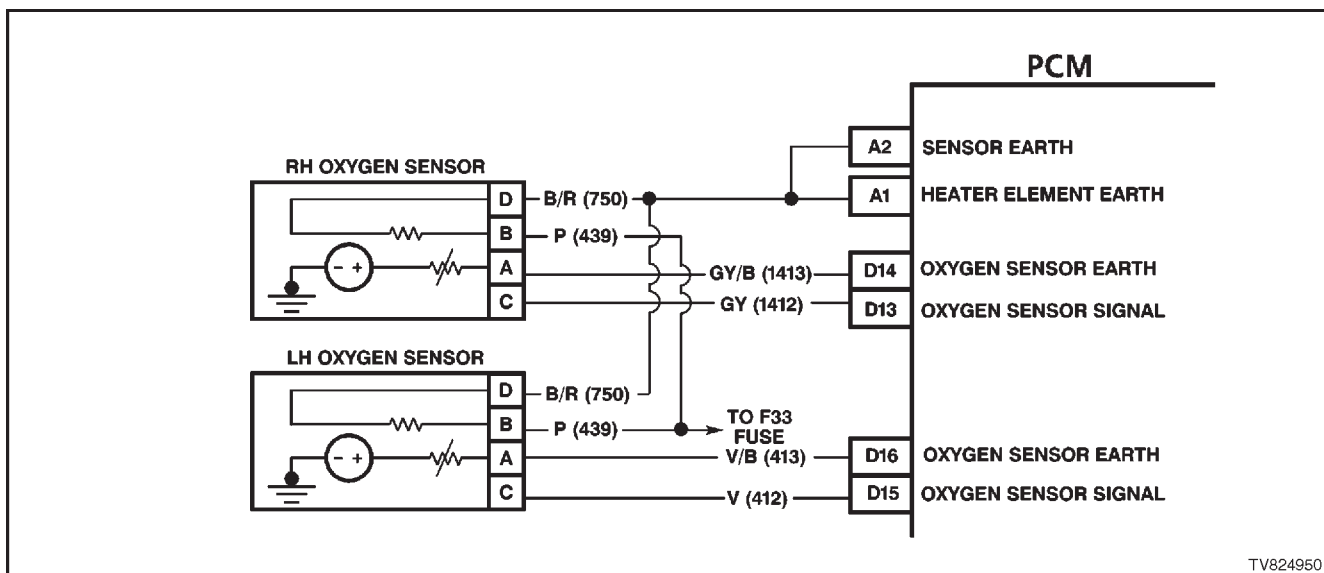 PCM
A2 SENSOR EARTH
RH OXYGEN SENSOR
D B/R (750) A1 HEATER ELEMENT EARTH
B P (439)
- +
A GY/B (1413) D14 OXYGEN SENSOR EARTH
C GY (1412) D13 OXYGEN SENSOR SIGNAL
LH OXYGEN SENSOR
D B/R (750)
B P (439) TO F33
FUSE
- +
A V/B (413) D16 OXYGEN SENSOR EARTH
C V (412) D15 OXYGEN SENSOR SIGNAL
TV824950